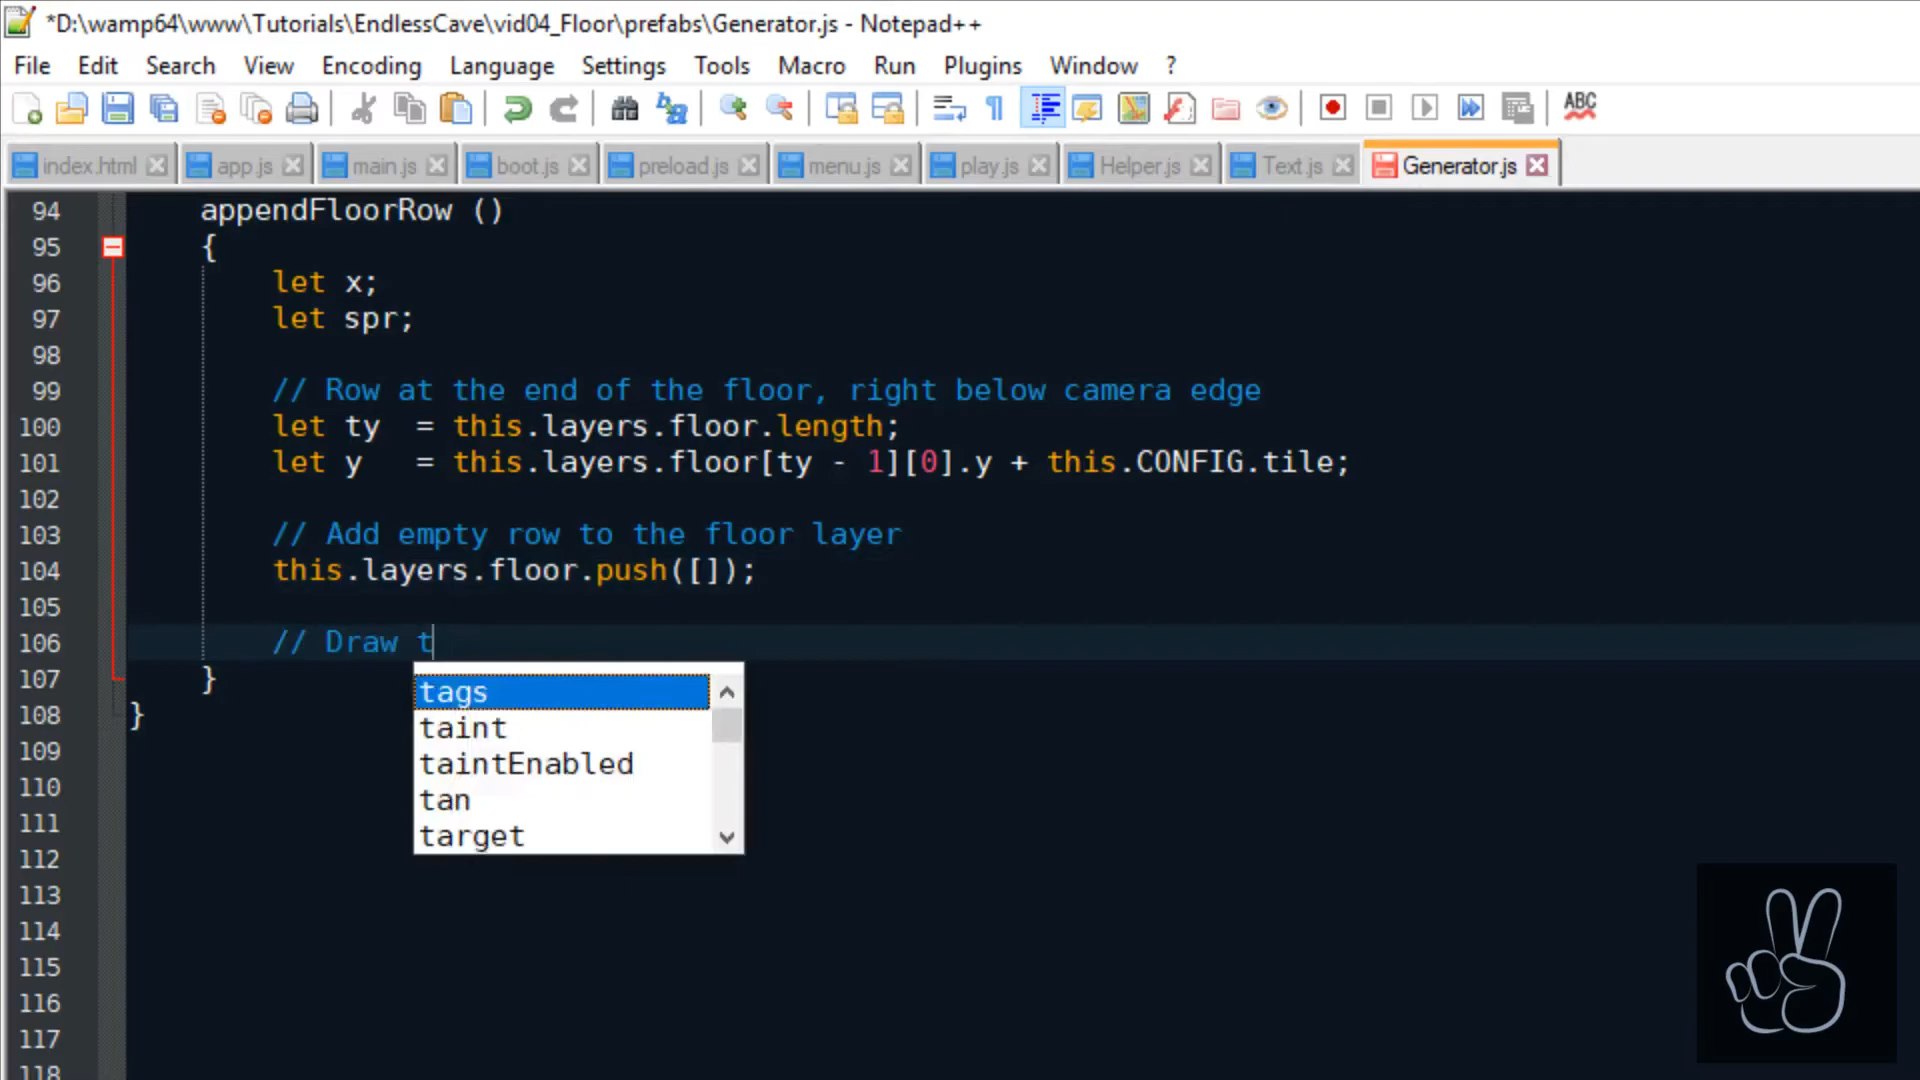 *D:\wamp64\www\Tutorials\EndlessCave\vid04_Floor\prefabs\Generator.js - Notepad++
File Edit Search View Encoding Language Settings Tools Macro Run Plugins Window ?
ABC
index.html app.js main.js boot.js preload.js menu.js play.js Helper.js Text.js Generator.js
94 appendFloorRow ()
95 {
96 let x;
97 let spr;
98
99 // Row at the end of the floor, right below camera edge
100 let ty = this.layers.floor.length;
101 let y = this.layers.floor[ty - 1][0].y + this.CONFIG.tile;
102
103 // Add empty row to the floor layer
104 this.layers.floor.push([]);
105
106 // Draw t
107 }
tags
108 }
taint
109
taintEnabled
110
tan
111
target
112
113
114
115
116
117
118